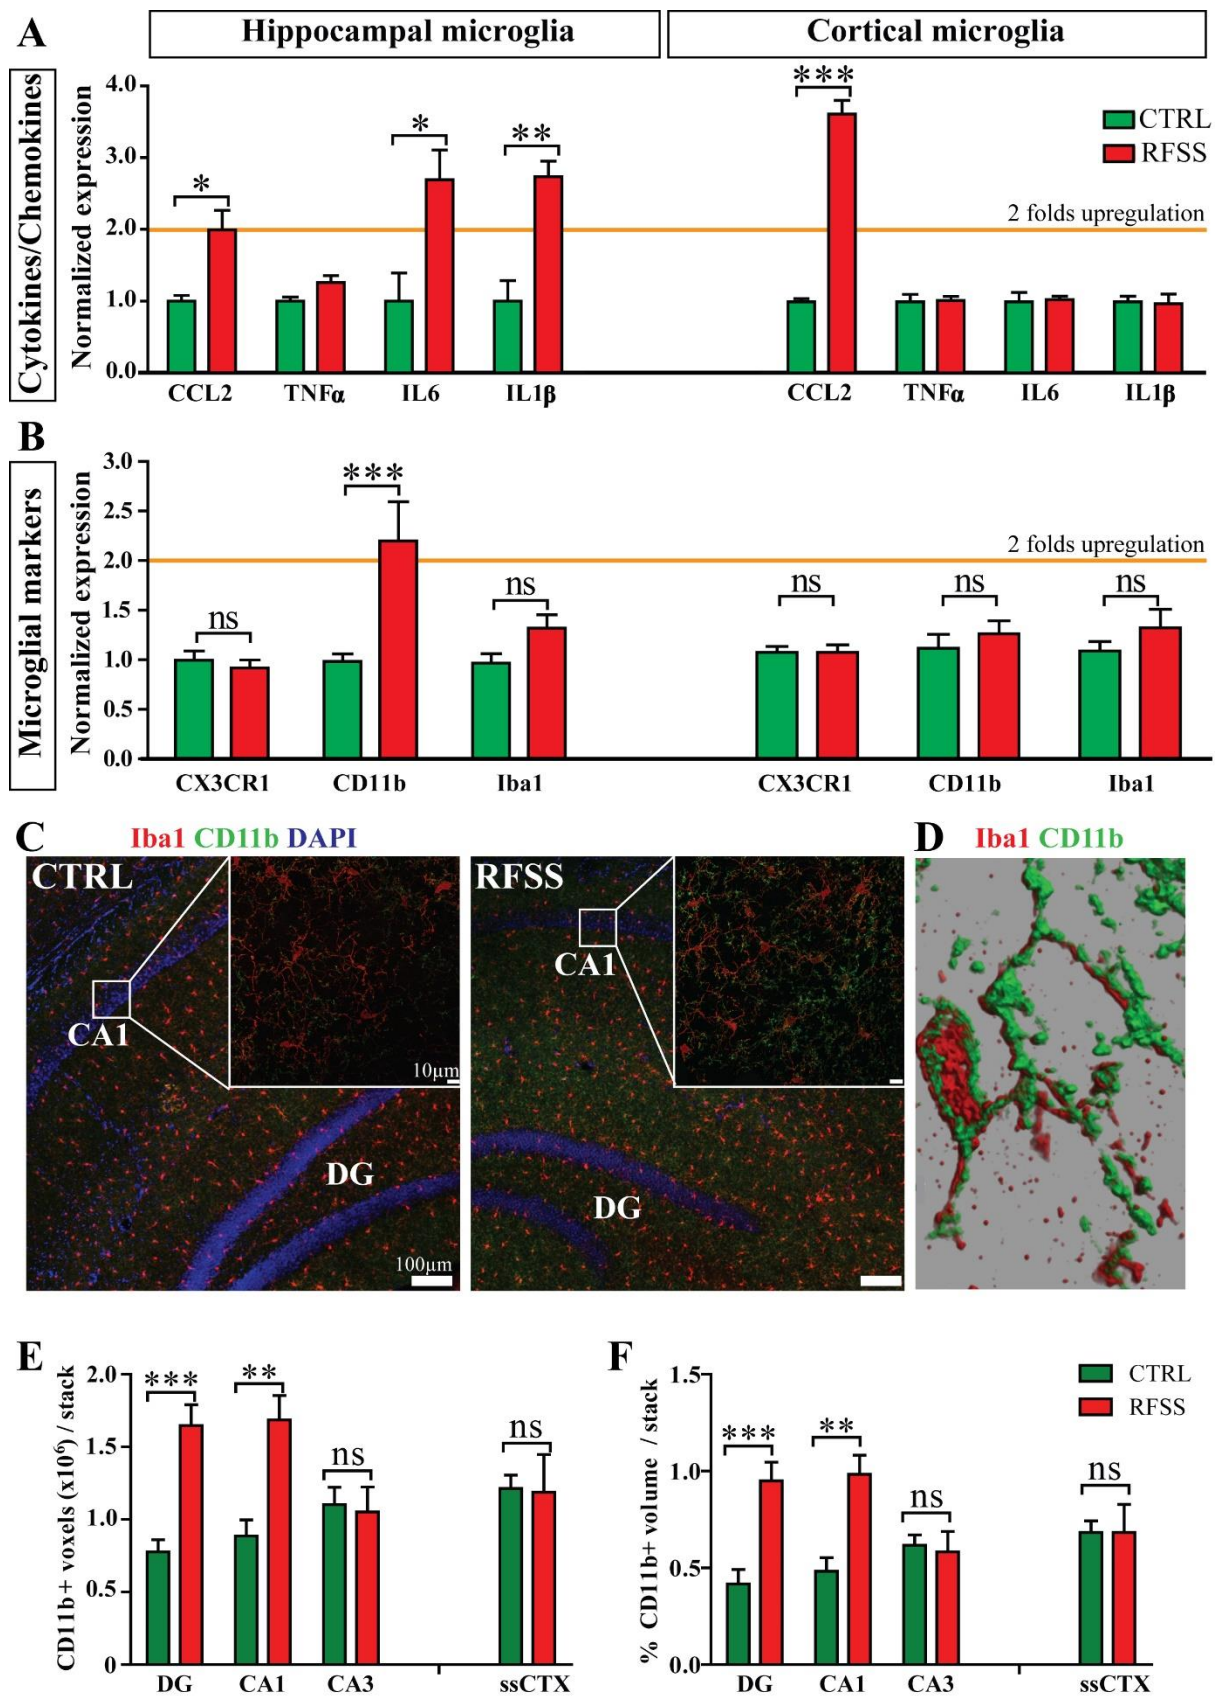 A
Hippocampal microglia
Cortical microglia
Cytokines/Chemokines
Normalized expression
4.0
3.0
2.0
1.0
0.0
*
*
**
***
CTRL
RFSS
2 folds upregulation
CCL2 TNFα IL6 IL1β
CCL2 TNFα IL6 IL1β
B
Microglial markers
Normalized expression
3.0
2.5
2.0
1.5
1.0
0.5
0.0
ns
***
ns
ns
ns
ns
2 folds upregulation
CX3CR1 CD11b Iba1
CX3CR1 CD11b Iba1
C
Iba1 CD11b DAPI
CTRL
CA1
10µm
DG
100µm
RFSS
CA1
DG
D
Iba1 CD11b
E
CD11b+ voxels (x10⁶) / stack
2.0
1.5
1.0
0.5
0
***
**
ns
ns
DG CA1 CA3 ssCTX
F
% CD11b+ volume / stack
1.5
1.0
0.5
0.0
***
**
ns
ns
CTRL
RFSS
DG CA1 CA3 ssCTX